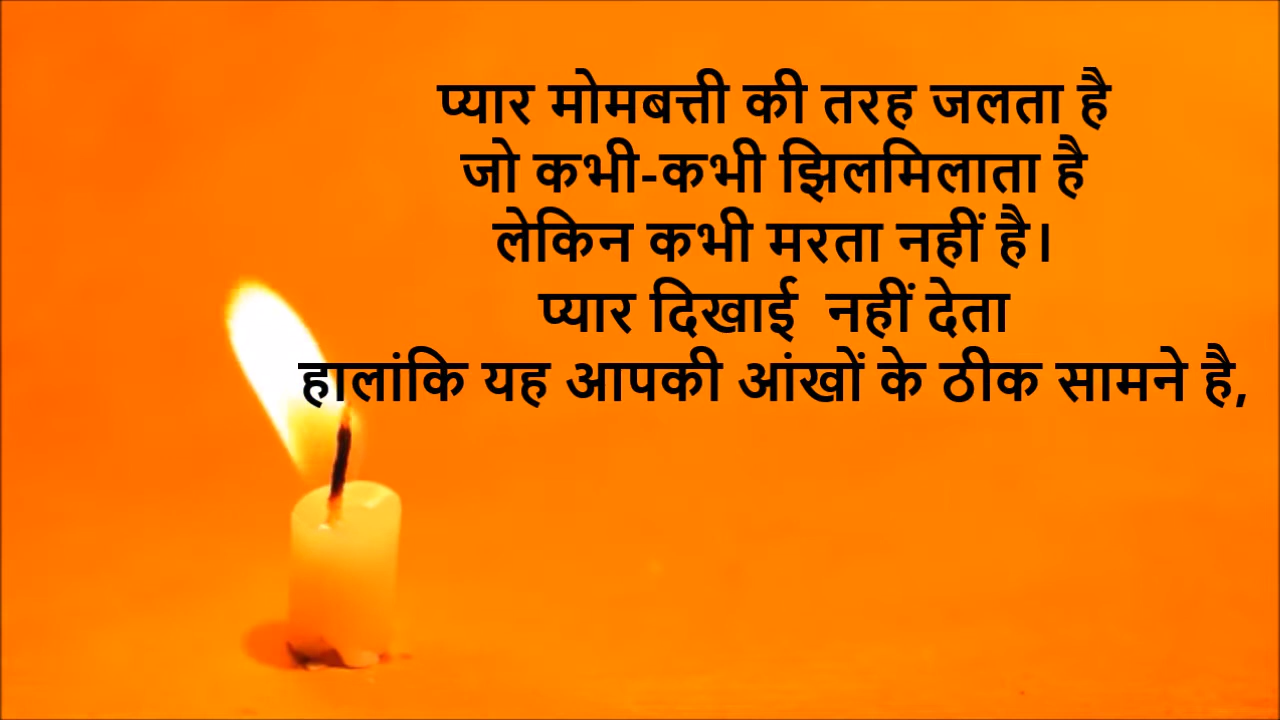 प्यार मोमबत्ती की तरह जलता है
जो कभी-कभी झिलमिलाता है
लेकिन कभी मरता नहीं है।
प्यार दिखाई  नहीं देता
हालांकि यह आपकी आंखों के ठीक सामने है,